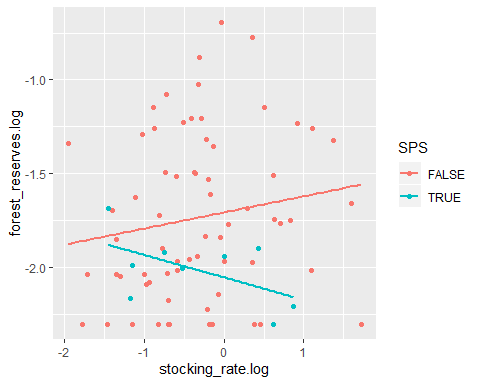 -1.0
-1.5
-2.0
forest_reserves.log
-2
-1
0
1
stocking_rate.log
SPS
FALSE
TRUE